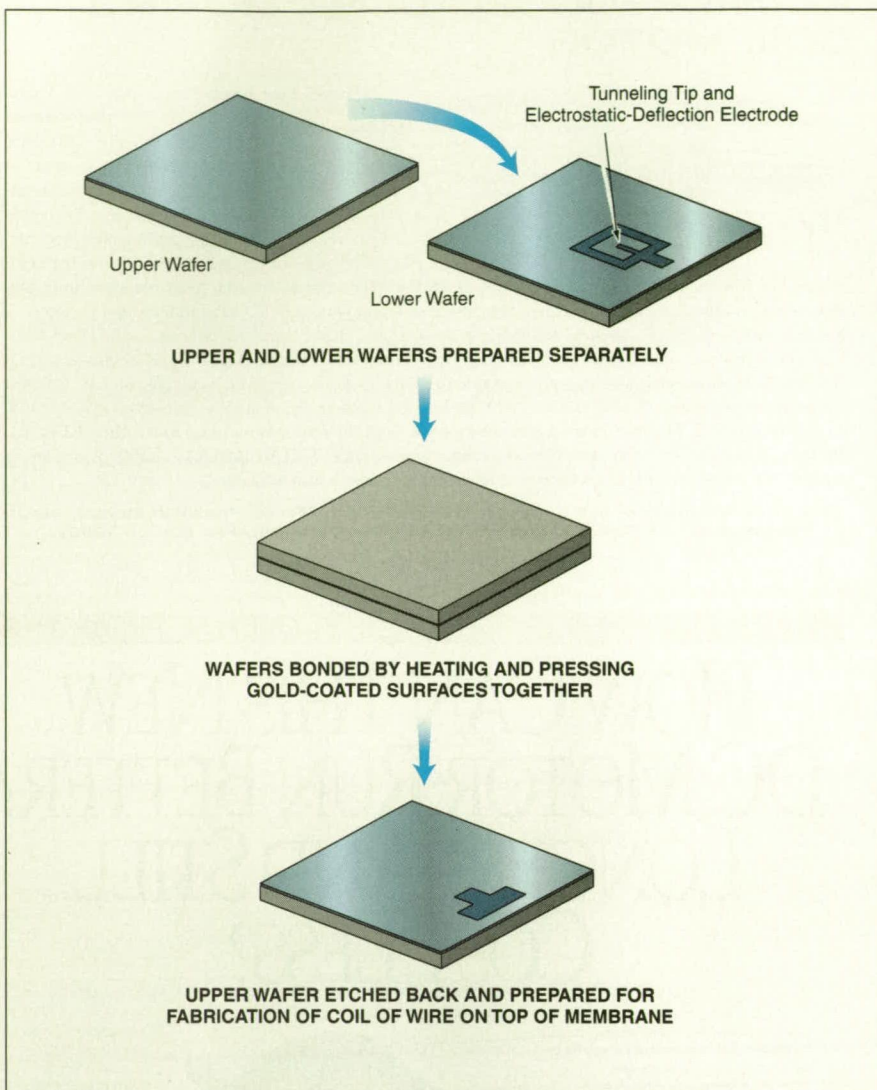 Tunneling Tip and
Electrostatic-Deflection Electrode
Upper Wafer
Lower Wafer
UPPER AND LOWER WAFERS PREPARED SEPARATELY
WAFERS BONDED BY HEATING AND PRESSING
GOLD-COATED SURFACES TOGETHER
UPPER WAFER ETCHED BACK AND PREPARED FOR
FABRICATION OF COIL OF WIRE ON TOP OF MEMBRANE